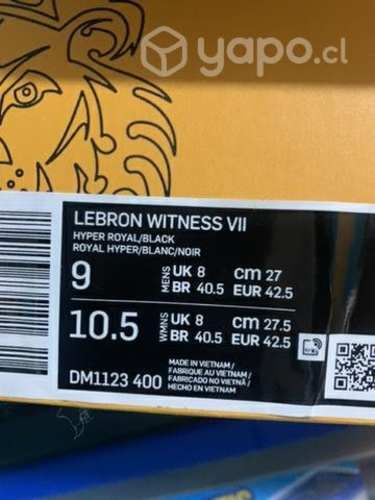 yapo.cl
LEBRON WITNESS VII
HYPER ROYAL/BLACK
ROYAL HYPER/BLANC/NOIR
9 MENS UK 8 cm 27
BR 40.5 EUR 42.5
10.5 WMNS UK 8 cm 27.5
BR 40.5 EUR 42.5
DM1123 400
MADE IN VIETNAM/
FABRIQUE AU VIETNAM/
FABRICADO NO VIETNÃ/
HECHO EN VIETNAM/